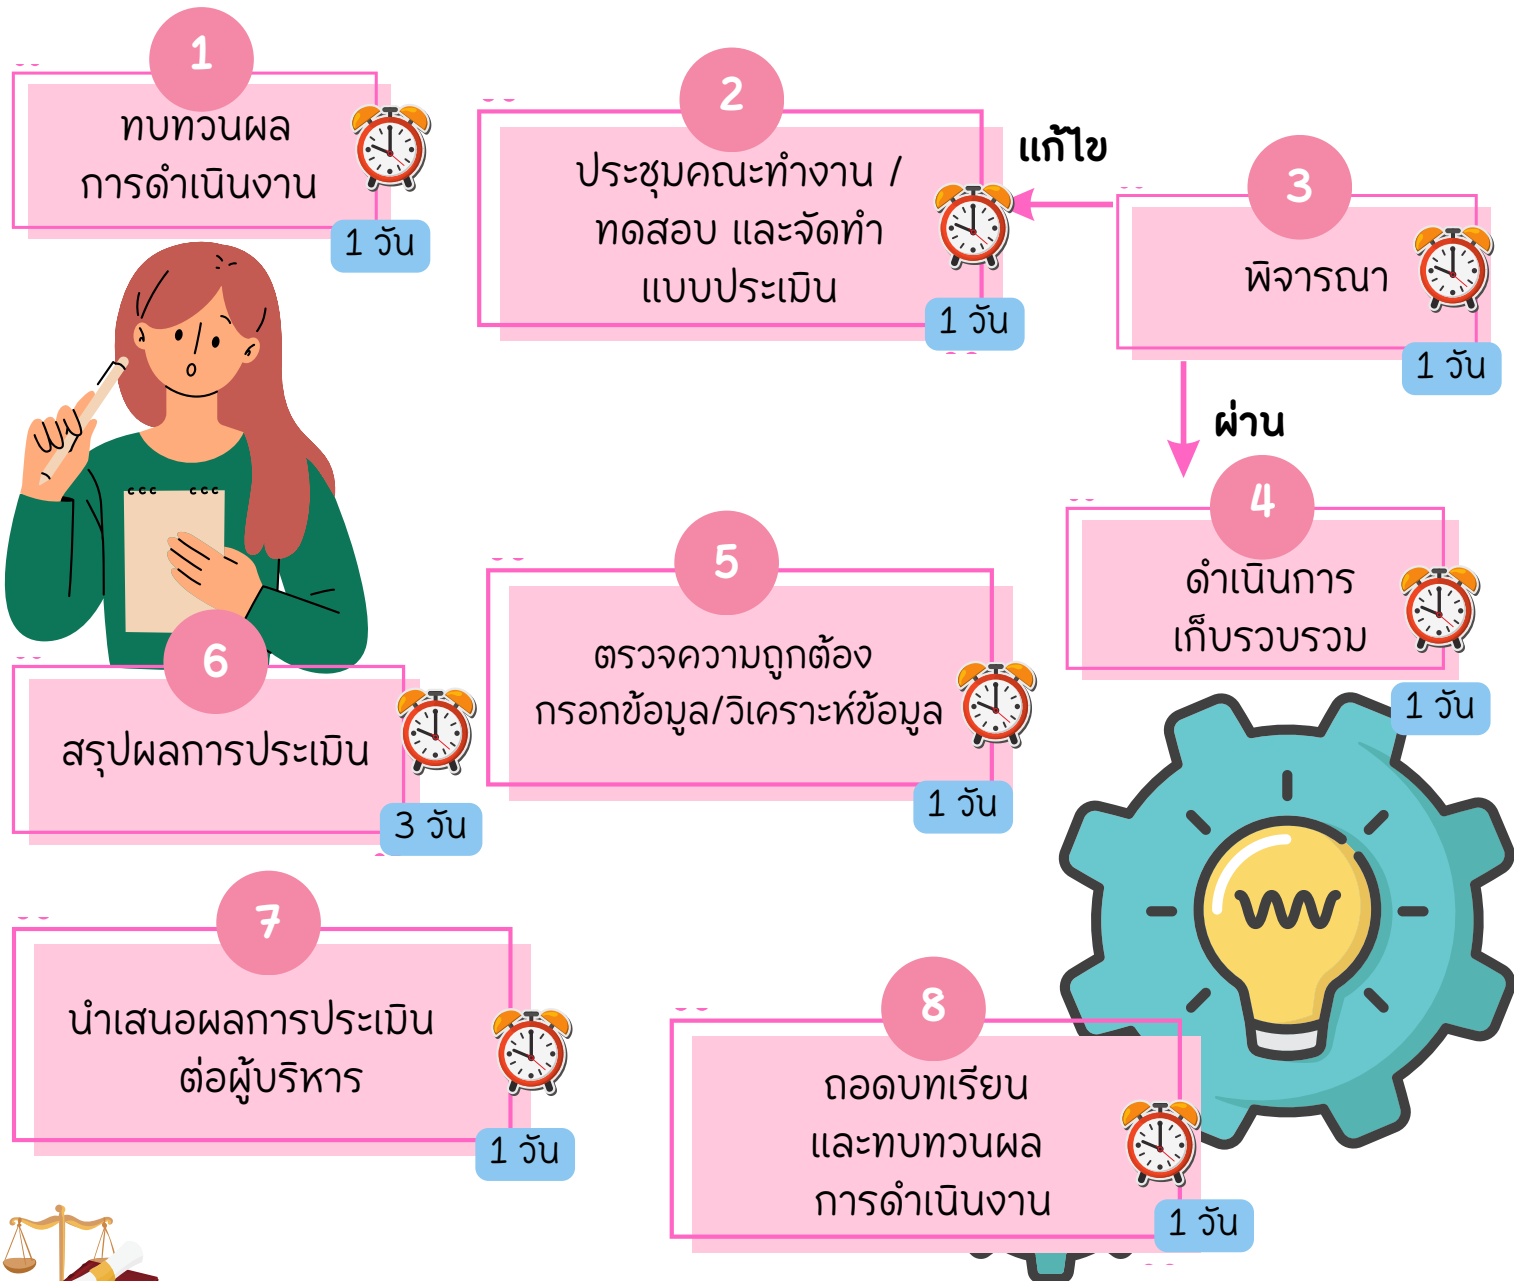 1
ทบทวนผล
การดำเนินงาน
1 วัน
2
ประชุมคณะทำงาน /
ทดสอบ และจัดทำ
แบบประเมิน
1 วัน
แก้ไข
3
พิจารณา
1 วัน
ผ่าน
4
ดำเนินการ
เก็บรวบรวม
1 วัน
5
ตรวจความถูกต้อง
กรอกข้อมูล/วิเคราะห์ข้อมูล
1 วัน
6
สรุปผลการประเมิน
3 วัน
7
นำเสนอผลการประเมิน
ต่อผู้บริหาร
1 วัน
8
ถอดบทเรียน
และทบทวนผล
การดำเนินงาน
1 วัน